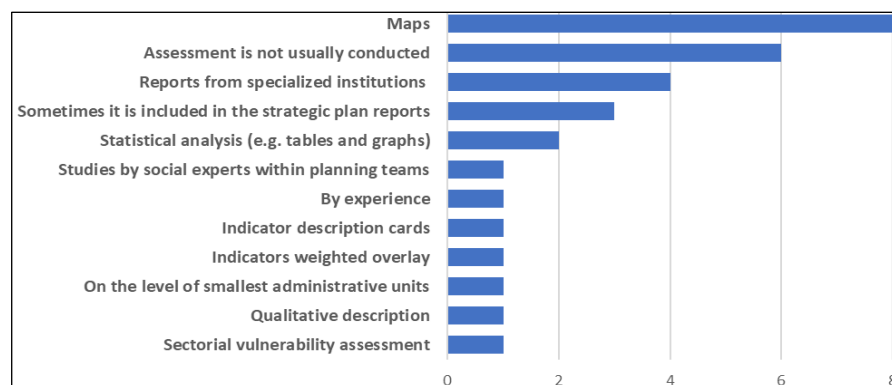 Maps
Assessment is not usually conducted
Reports from specialized institutions
Sometimes it is included in the strategic plan reports
Statistical analysis (e.g. tables and graphs)
Studies by social experts within planning teams
By experience
Indicator description cards
Indicators weighted overlay
On the level of smallest administrative units
Qualitative description
Sectorial vulnerability assessment
0 2 4 6 8